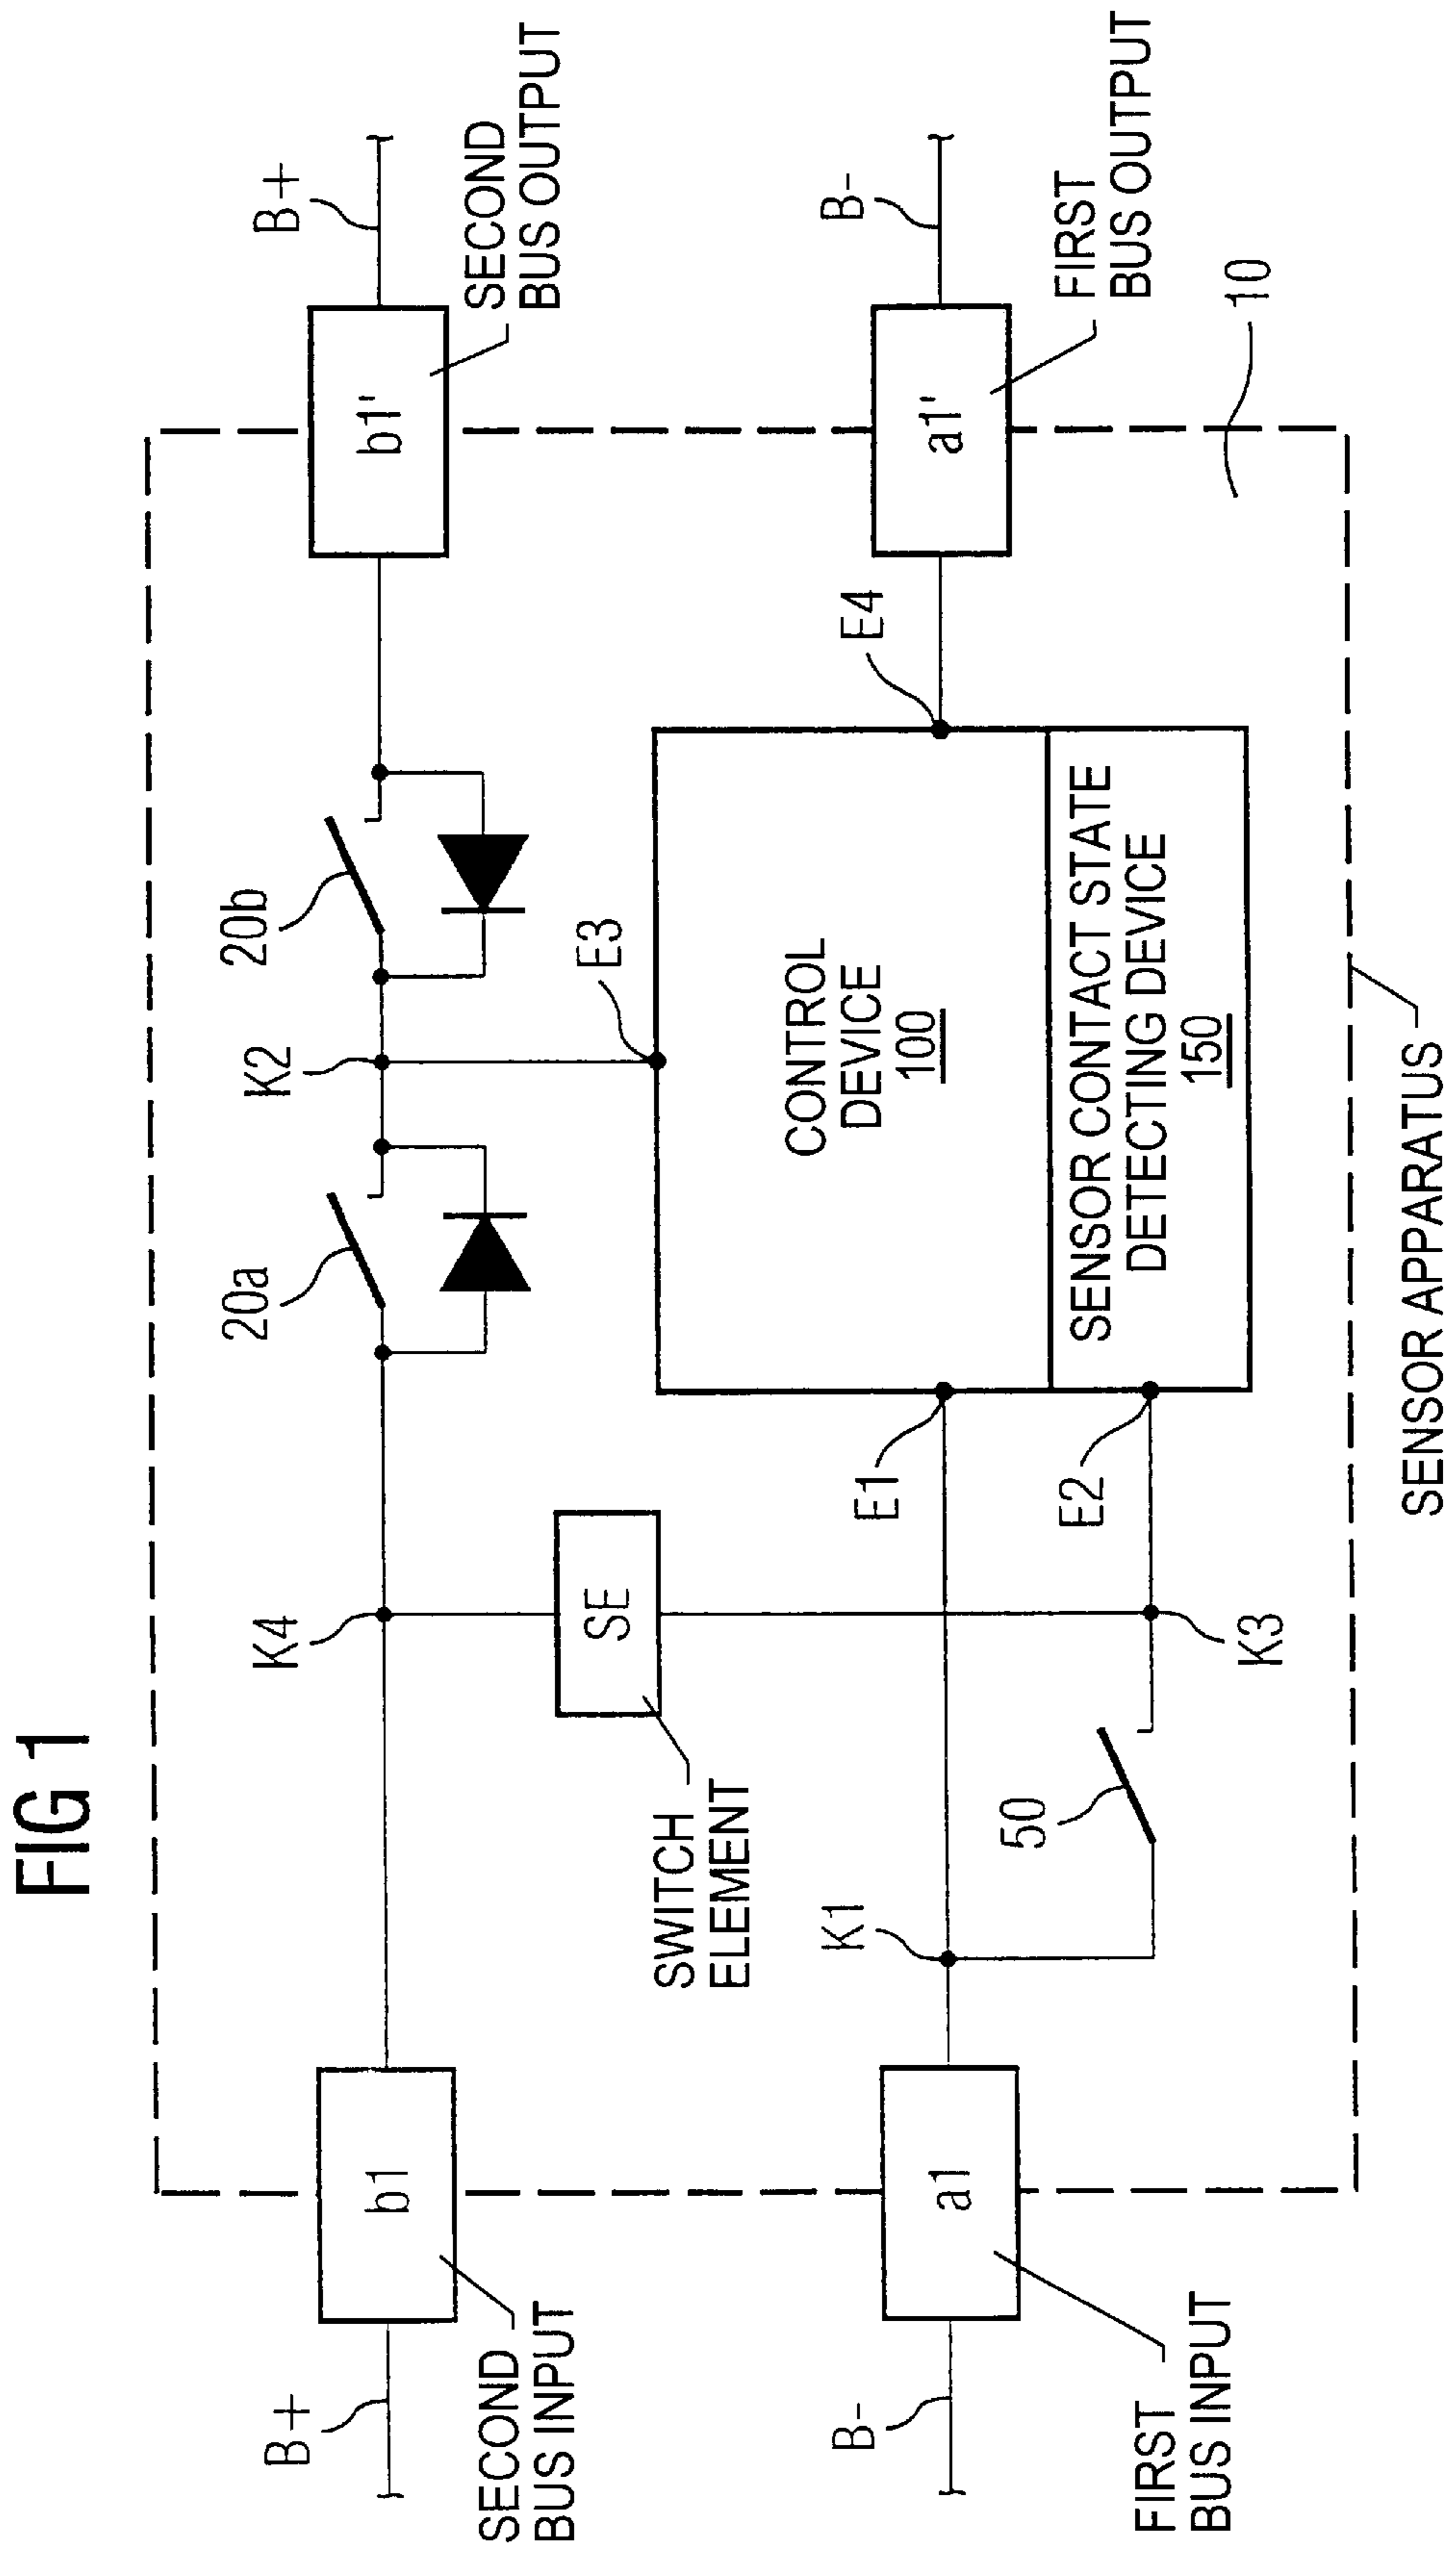 FIG 1
B+
SECOND
BUS INPUT
b1
K4
20a
K2
20b
b1'
B+
SECOND
BUS OUTPUT
SWITCH
ELEMENT
SE
E3
CONTROL
DEVICE
100
SENSOR CONTACT STATE
DETECTING DEVICE
150
B-
FIRST
BUS INPUT
a1
K1
50
K3
E1
E2
E4
a1'
B-
FIRST
BUS OUTPUT
10
SENSOR APPARATUS